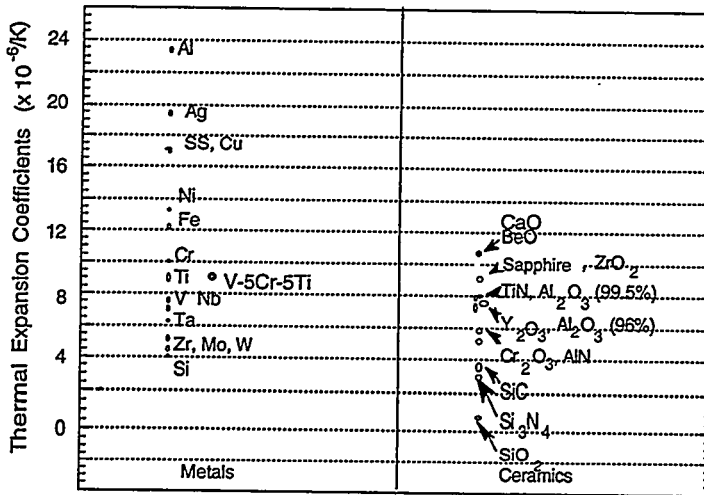 Thermal Expansion Coefficients (x 10⁻⁶/K)
24
20
16
12
8
4
0
Al
Ag
SS, Cu
Ni
Fe
Cr
Ti
V-5Cr-5Ti
V Nb
Ta
Zr, Mo, W
Si
Metals
CaO
BeO
Sapphire , ZrO₂
TiN, Al₂O₃ (99.5%)
Y₂O₃, Al₂O₃ (96%)
Cr₂O₃, AlN
SiC
Si₃N₄
SiO₂
Ceramics